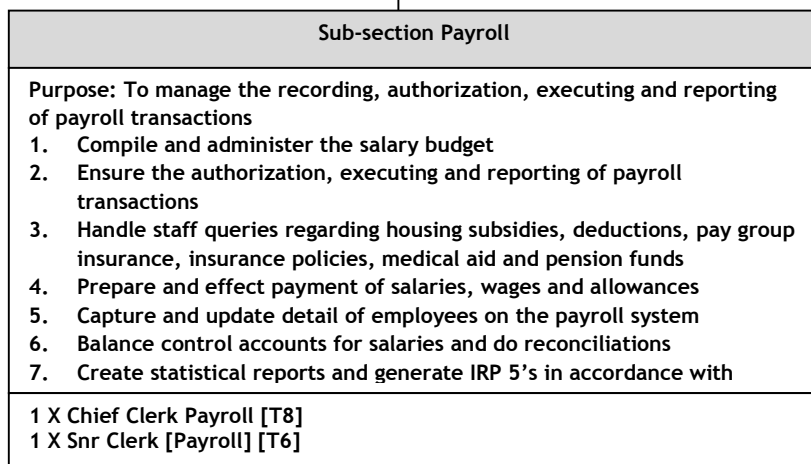 Sub-section Payroll
Purpose: To manage the recording, authorization, executing and reporting
of payroll transactions
1. Compile and administer the salary budget
2. Ensure the authorization, executing and reporting of payroll
transactions
3. Handle staff queries regarding housing subsidies, deductions, pay group
insurance, insurance policies, medical aid and pension funds
4. Prepare and effect payment of salaries, wages and allowances
5. Capture and update detail of employees on the payroll system
6. Balance control accounts for salaries and do reconciliations
7. Create statistical reports and generate IRP 5’s in accordance with
1 X Chief Clerk Payroll [T8]
1 X Snr Clerk [Payroll] [T6]